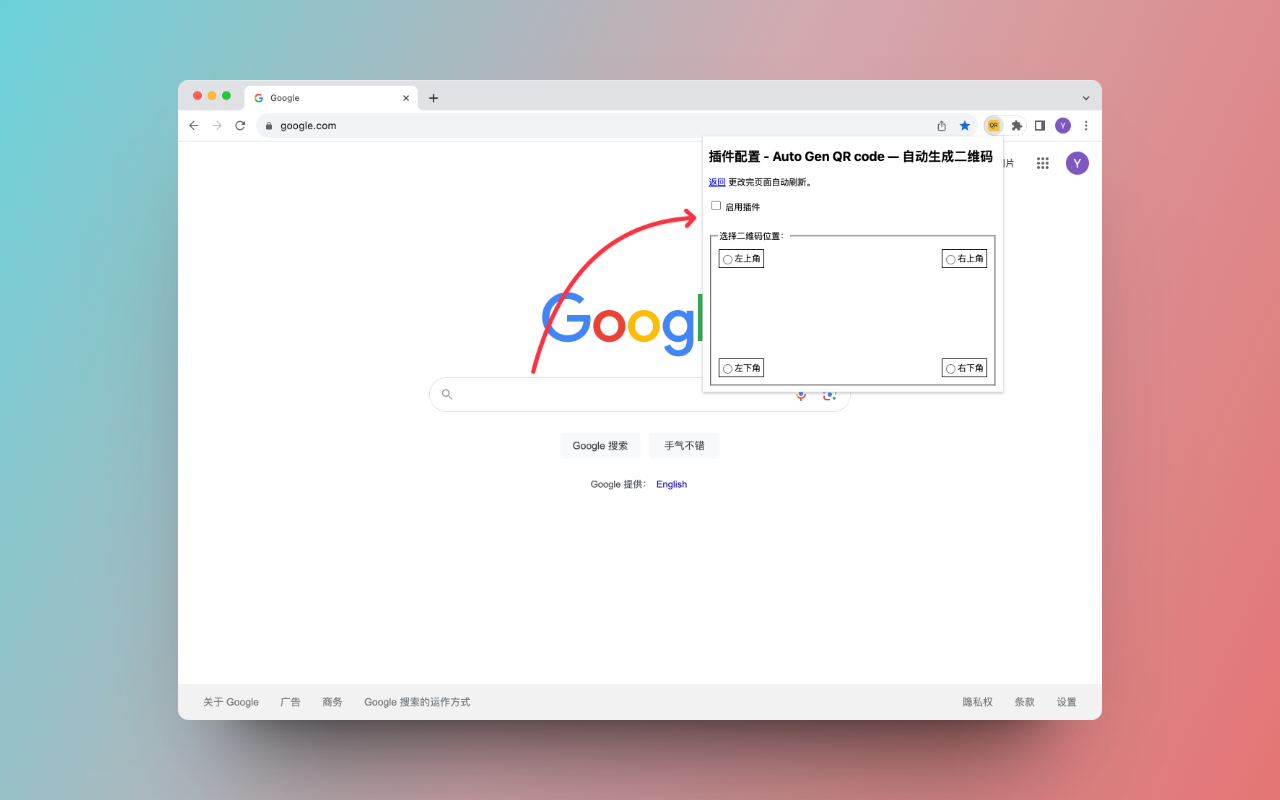 Google
google.com
QR
Y
插件配置 - Auto Gen QR code — 自动生成二维码
返回 更改完页面自动刷新。
启用插件
选择二维码位置：
左上角
右上角
左下角
右下角
片
Y
Googl
Google 搜索
手气不错
Google 提供： English
关于 Google
广告
商务
Google 搜索的运作方式
隐私权
条款
设置